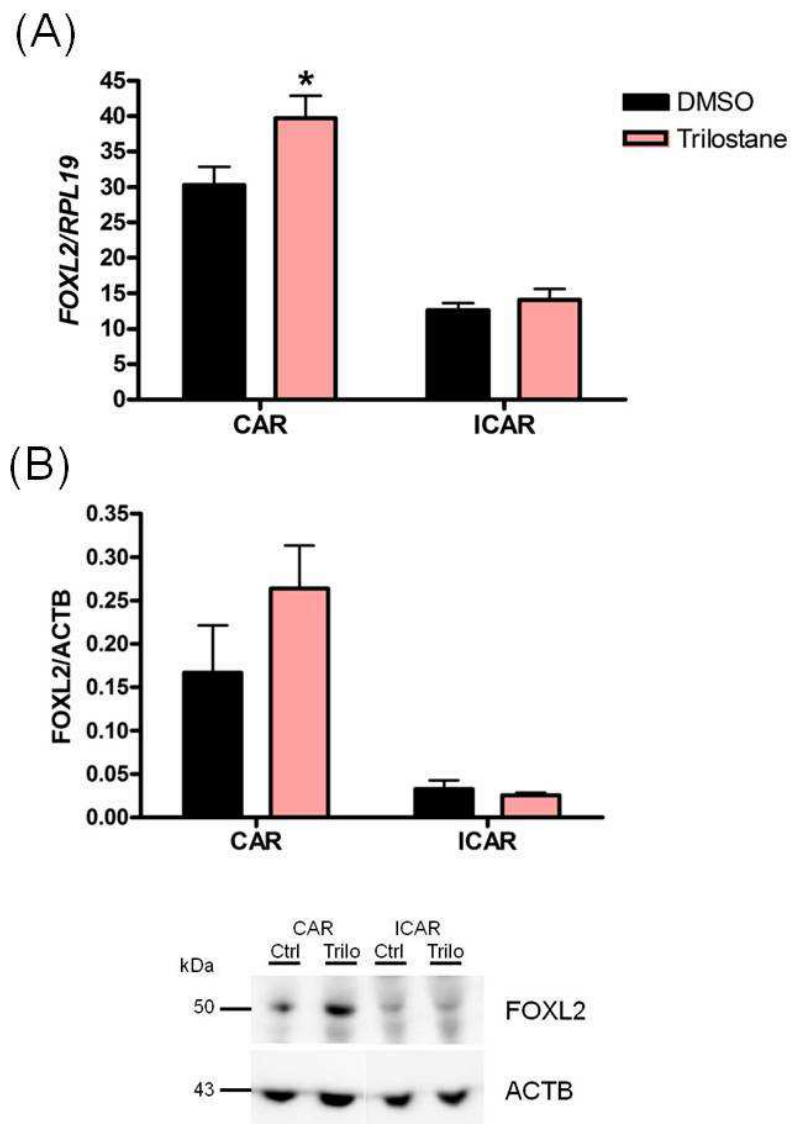 (A)
45
40
35
30
25
20
15
10
5
0
FOXL2/RPL19
*
DMSO
Trilostane
CAR
ICAR
(B)
0.35
0.30
0.25
0.20
0.15
0.10
0.05
0.00
FOXL2/ACTB
CAR
ICAR
CAR ICAR
Ctrl Trilo Ctrl Trilo
kDa
50 FOXL2
43 ACTB